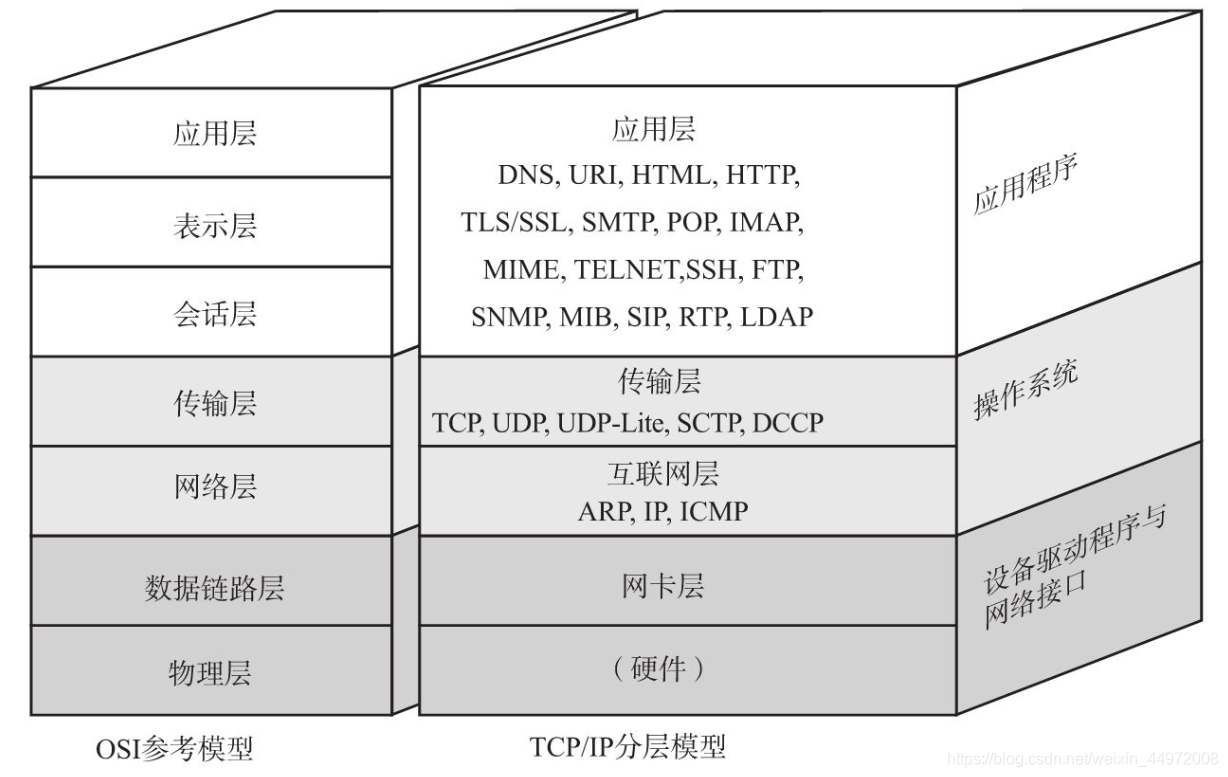 应用层
表示层
会话层
传输层
网络层
数据链路层
物理层
OSI参考模型
应用层
DNS, URI, HTML, HTTP,
TLS/SSL, SMTP, POP, IMAP,
MIME, TELNET,SSH, FTP,
SNMP, MIB, SIP, RTP, LDAP
传输层
TCP, UDP, UDP-Lite, SCTP, DCCP
互联网层
ARP, IP, ICMP
网卡层
（硬件）
TCP/IP分层模型
应用程序
操作系统
设备驱动程序与
网络接口
https://blog.csdn.net/weixin_44972008